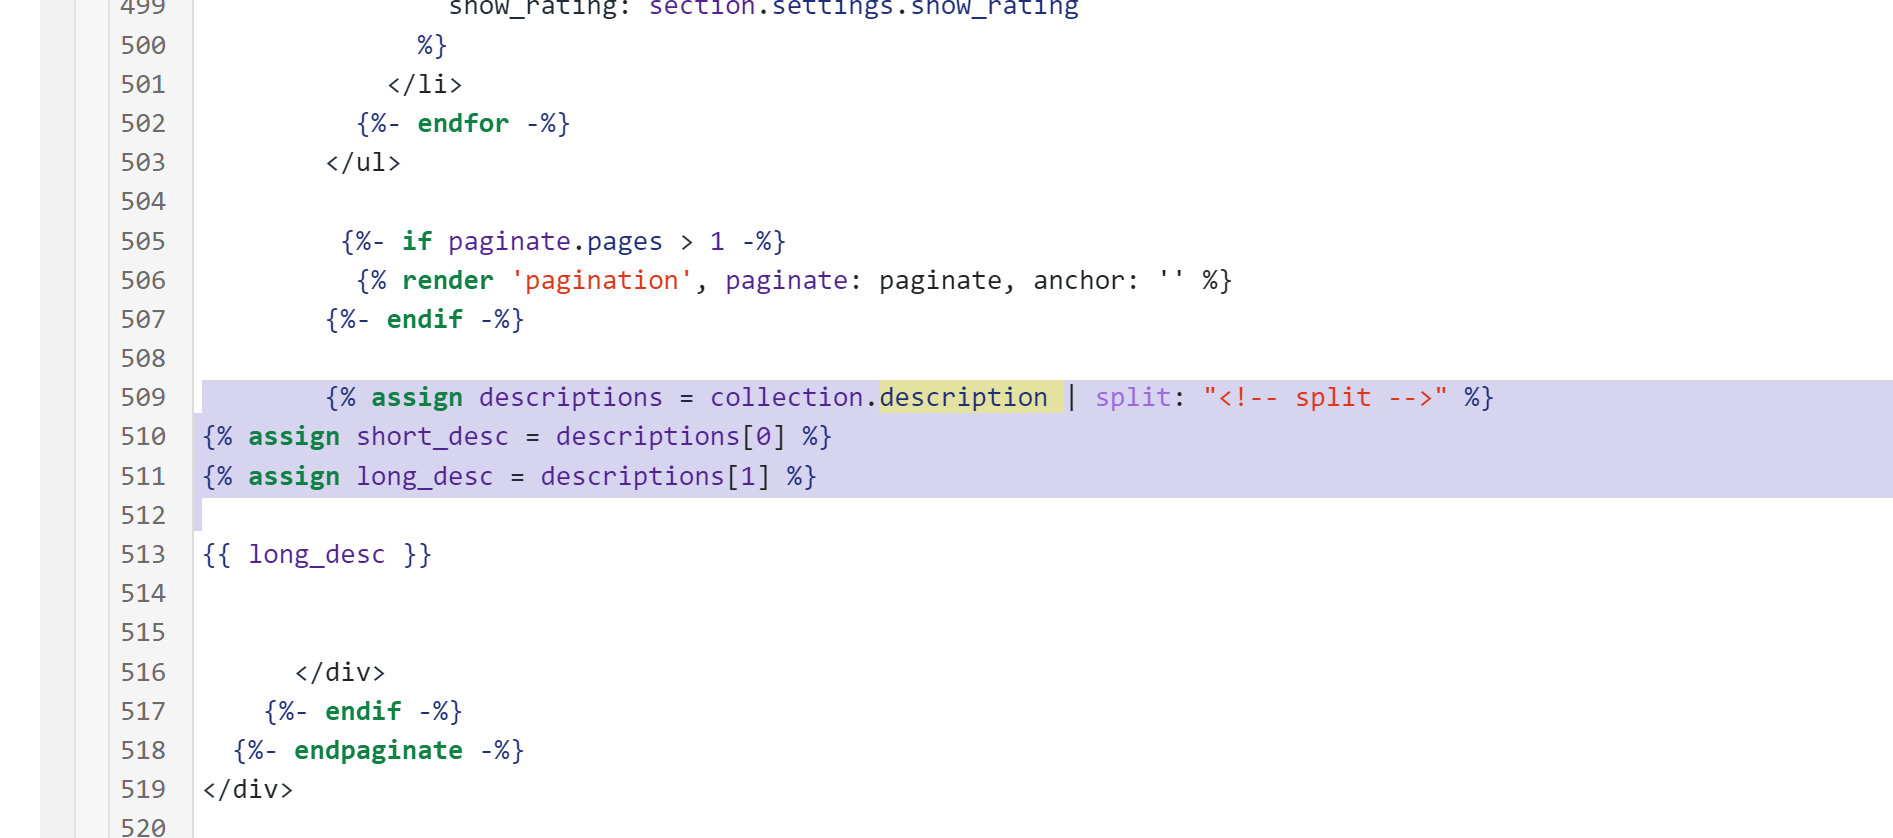 499                show_rating: section.settings.show_rating
500              %}
501            </li>
502          {%- endfor -%}
503        </ul>
504
505         {%- if paginate.pages > 1 -%}
506          {% render 'pagination', paginate: paginate, anchor: '' %}
507        {%- endif -%}
508
509        {% assign descriptions = collection.description | split: "<!-- split -->" %}
510 {% assign short_desc = descriptions[0] %}
511 {% assign long_desc = descriptions[1] %}
512
513 {{ long_desc }}
514
515
516      </div>
517    {%- endif -%}
518  {%- endpaginate -%}
519 </div>
520